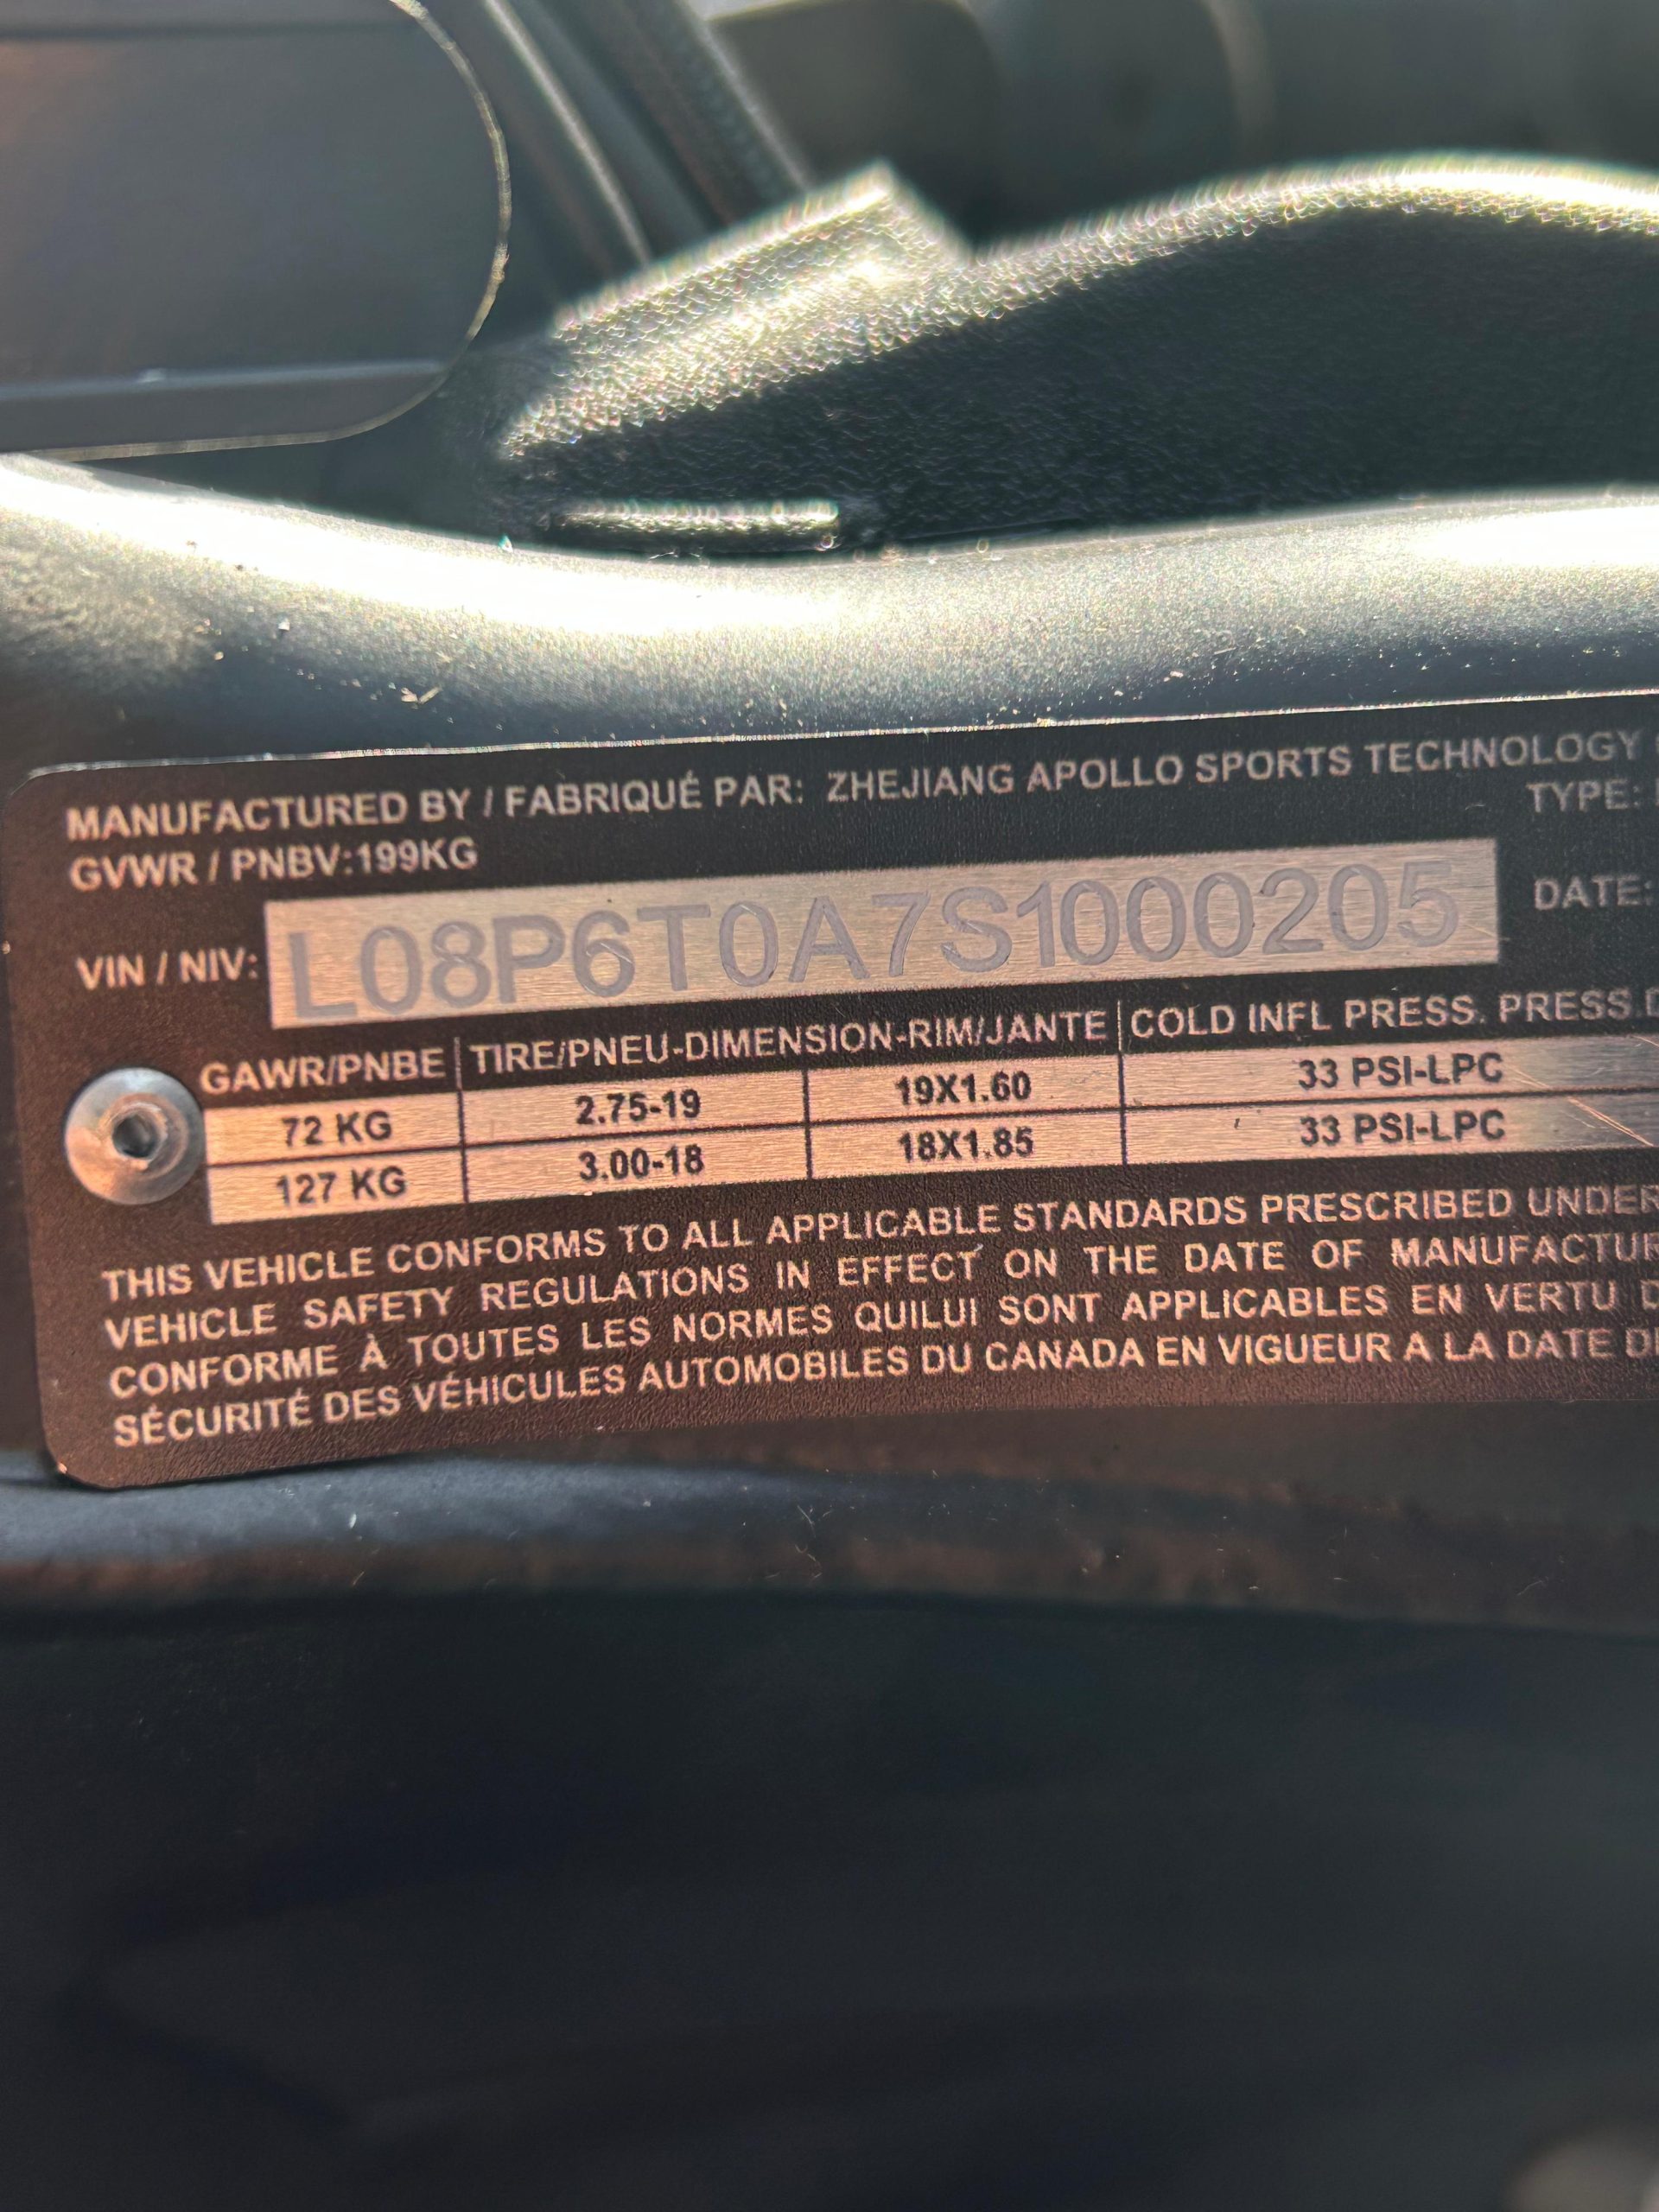 MANUFACTURED BY / FABRIQUÉ PAR: ZHEJIANG APOLLO SPORTS TECHNOLOGY
TYPE:
GVWR / PNBV:199KG
VIN / NIV: L08P6T0A7S1000205 DATE:
GAWR/PNBE TIRE/PNEU-DIMENSION-RIM/JANTE COLD INFL PRESS. PRESS.
72 KG 2.75-19 19X1.60 33 PSI-LPC
127 KG 3.00-18 18X1.85 33 PSI-LPC
THIS VEHICLE CONFORMS TO ALL APPLICABLE STANDARDS PRESCRIBED UNDER
VEHICLE SAFETY REGULATIONS IN EFFECT ON THE DATE OF MANUFACTUR
CONFORME À TOUTES LES NORMES QUILUI SONT APPLICABLES EN VERTU
SÉCURITÉ DES VÉHICULES AUTOMOBILES DU CANADA EN VIGUEUR A LA DATE